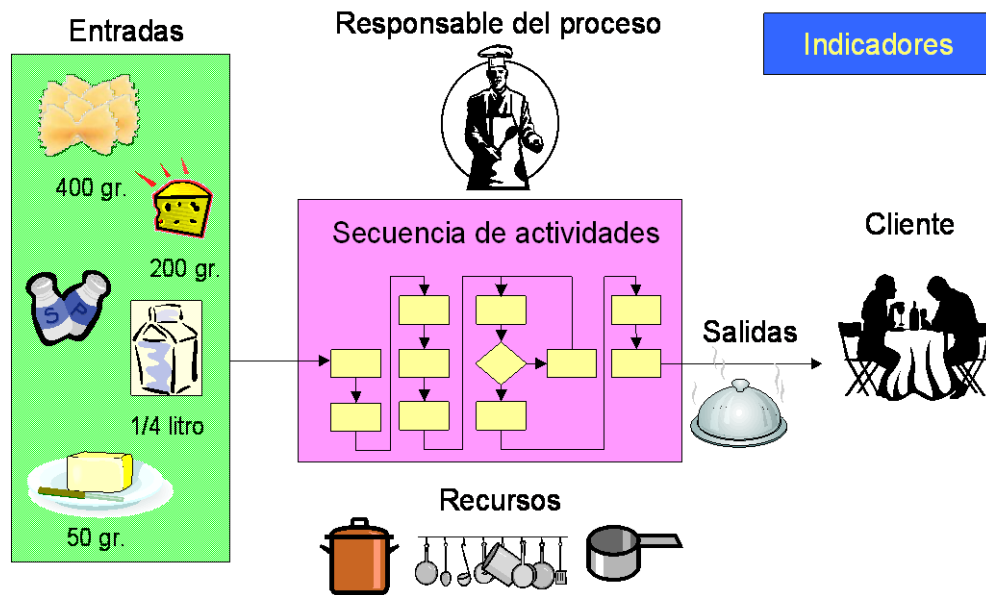 Entradas
Responsable del proceso
Indicadores
400 gr.
200 gr.
S P
1/4 litro
50 gr.
Secuencia de actividades
Salidas
Cliente
Recursos